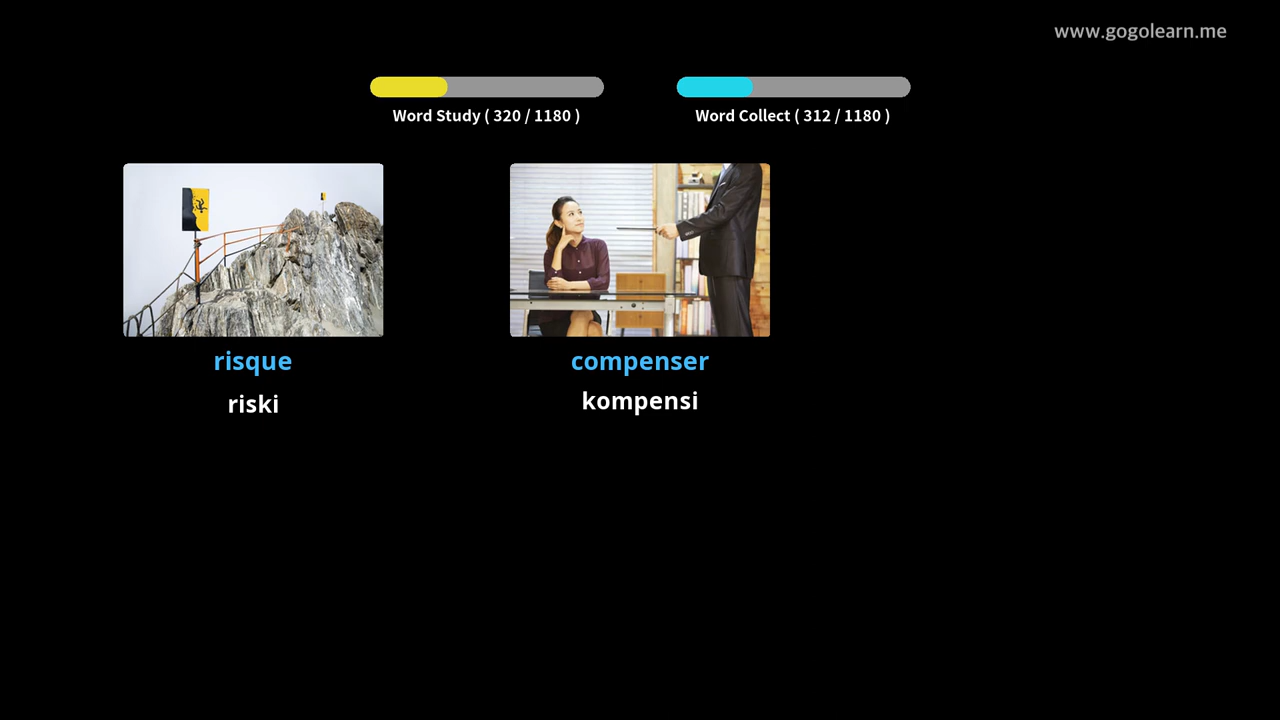 www.gogolearn.me
Word Study ( 320 / 1180 )
Word Collect ( 312 / 1180 )
risque
riski
compenser
kompensi